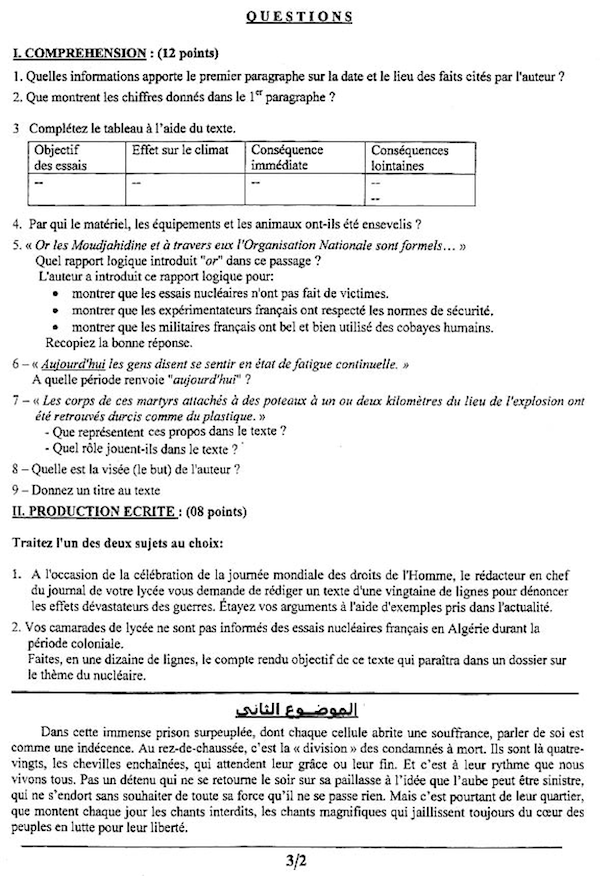 QUESTIONS
I. COMPREHENSION : (12 points)
1. Quelles informations apporte le premier paragraphe sur la date et le lieu des faits cités par l'auteur ?
2. Que montrent les chiffres donnés dans le 1er paragraphe ?
3 Complétez le tableau à l'aide du texte.
Objectif des essais | Effet sur le climat | Conséquence immédiate | Conséquences lointaines
-- | -- | -- | --
--
4. Par qui le matériel, les équipements et les animaux ont-ils été ensevelis ?
5. « Or les Moudjahidine et à travers eux l'Organisation Nationale sont formels... »
Quel rapport logique introduit "or" dans ce passage ?
L'auteur a introduit ce rapport logique pour:
• montrer que les essais nucléaires n'ont pas fait de victimes.
• montrer que les expérimentateurs français ont respecté les normes de sécurité.
• montrer que les militaires français ont bel et bien utilisé des cobayes humains.
Recopiez la bonne réponse.
6 – « Aujourd'hui les gens disent se sentir en état de fatigue continuelle. »
A quelle période renvoie "aujourd'hui" ?
7 – « Les corps de ces martyrs attachés à des poteaux à un ou deux kilomètres du lieu de l'explosion ont
été retrouvés durcis comme du plastique. »
- Que représentent ces propos dans le texte ?
- Quel rôle jouent-ils dans le texte ?
8 – Quelle est la visée (le but) de l'auteur ?
9 – Donnez un titre au texte
II. PRODUCTION ECRITE : (08 points)
Traitez l'un des deux sujets au choix:
1. A l'occasion de la célébration de la journée mondiale des droits de l'Homme, le rédacteur en chef
du journal de votre lycée vous demande de rédiger un texte d'une vingtaine de lignes pour dénoncer
les effets dévastateurs des guerres. Étayez vos arguments à l'aide d'exemples pris dans l'actualité.
2. Vos camarades de lycée ne sont pas informés des essais nucléaires français en Algérie durant la
période coloniale.
Faites, en une dizaine de lignes, le compte rendu objectif de ce texte qui paraîtra dans un dossier sur
le thème du nucléaire.
الموضوع الثاني
Dans cette immense prison surpeuplée, dont chaque cellule abrite une souffrance, parler de soi est
comme une indécence. Au rez-de-chaussée, c'est la « division » des condamnés à mort. Ils sont là quatre-
vingts, les chevilles enchaînées, qui attendent leur grâce ou leur fin. Et c'est à leur rythme que nous
vivons tous. Pas un détenu qui ne se retourne le soir sur sa paillasse à l'idée que l'aube peut être sinistre,
qui ne s'endort sans souhaiter de toute sa force qu'il ne se passe rien. Mais c'est pourtant de leur quartier,
que montent chaque jour les chants interdits, les chants magnifiques qui jaillissent toujours du cœur des
peuples en lutte pour leur liberté.
3/2